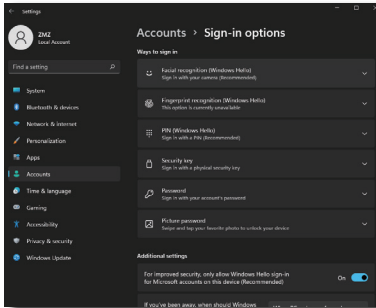 Settings
ZMZ
Local Account
Find a setting
System
Bluetooth & devices
Network & internet
Personalization
Apps
Accounts
Time & language
Gaming
Accessibility
Privacy & security
Windows Update
Accounts > Sign-in options
Ways to sign in
Facial recognition (Windows Hello)
Sign in with your camera (Recommended)
Fingerprint recognition (Windows Hello)
This option is currently unavailable
PIN (Windows Hello)
Sign in with a PIN (Recommended)
Security key
Sign in with a physical security key
Password
Sign in with your account's password
Picture password
Swipe and tap your favorite photo to unlock your device
Additional settings
For improved security, only allow Windows Hello sign-in
for Microsoft accounts on this device (Recommended)
On
If you've been away, when should Windows